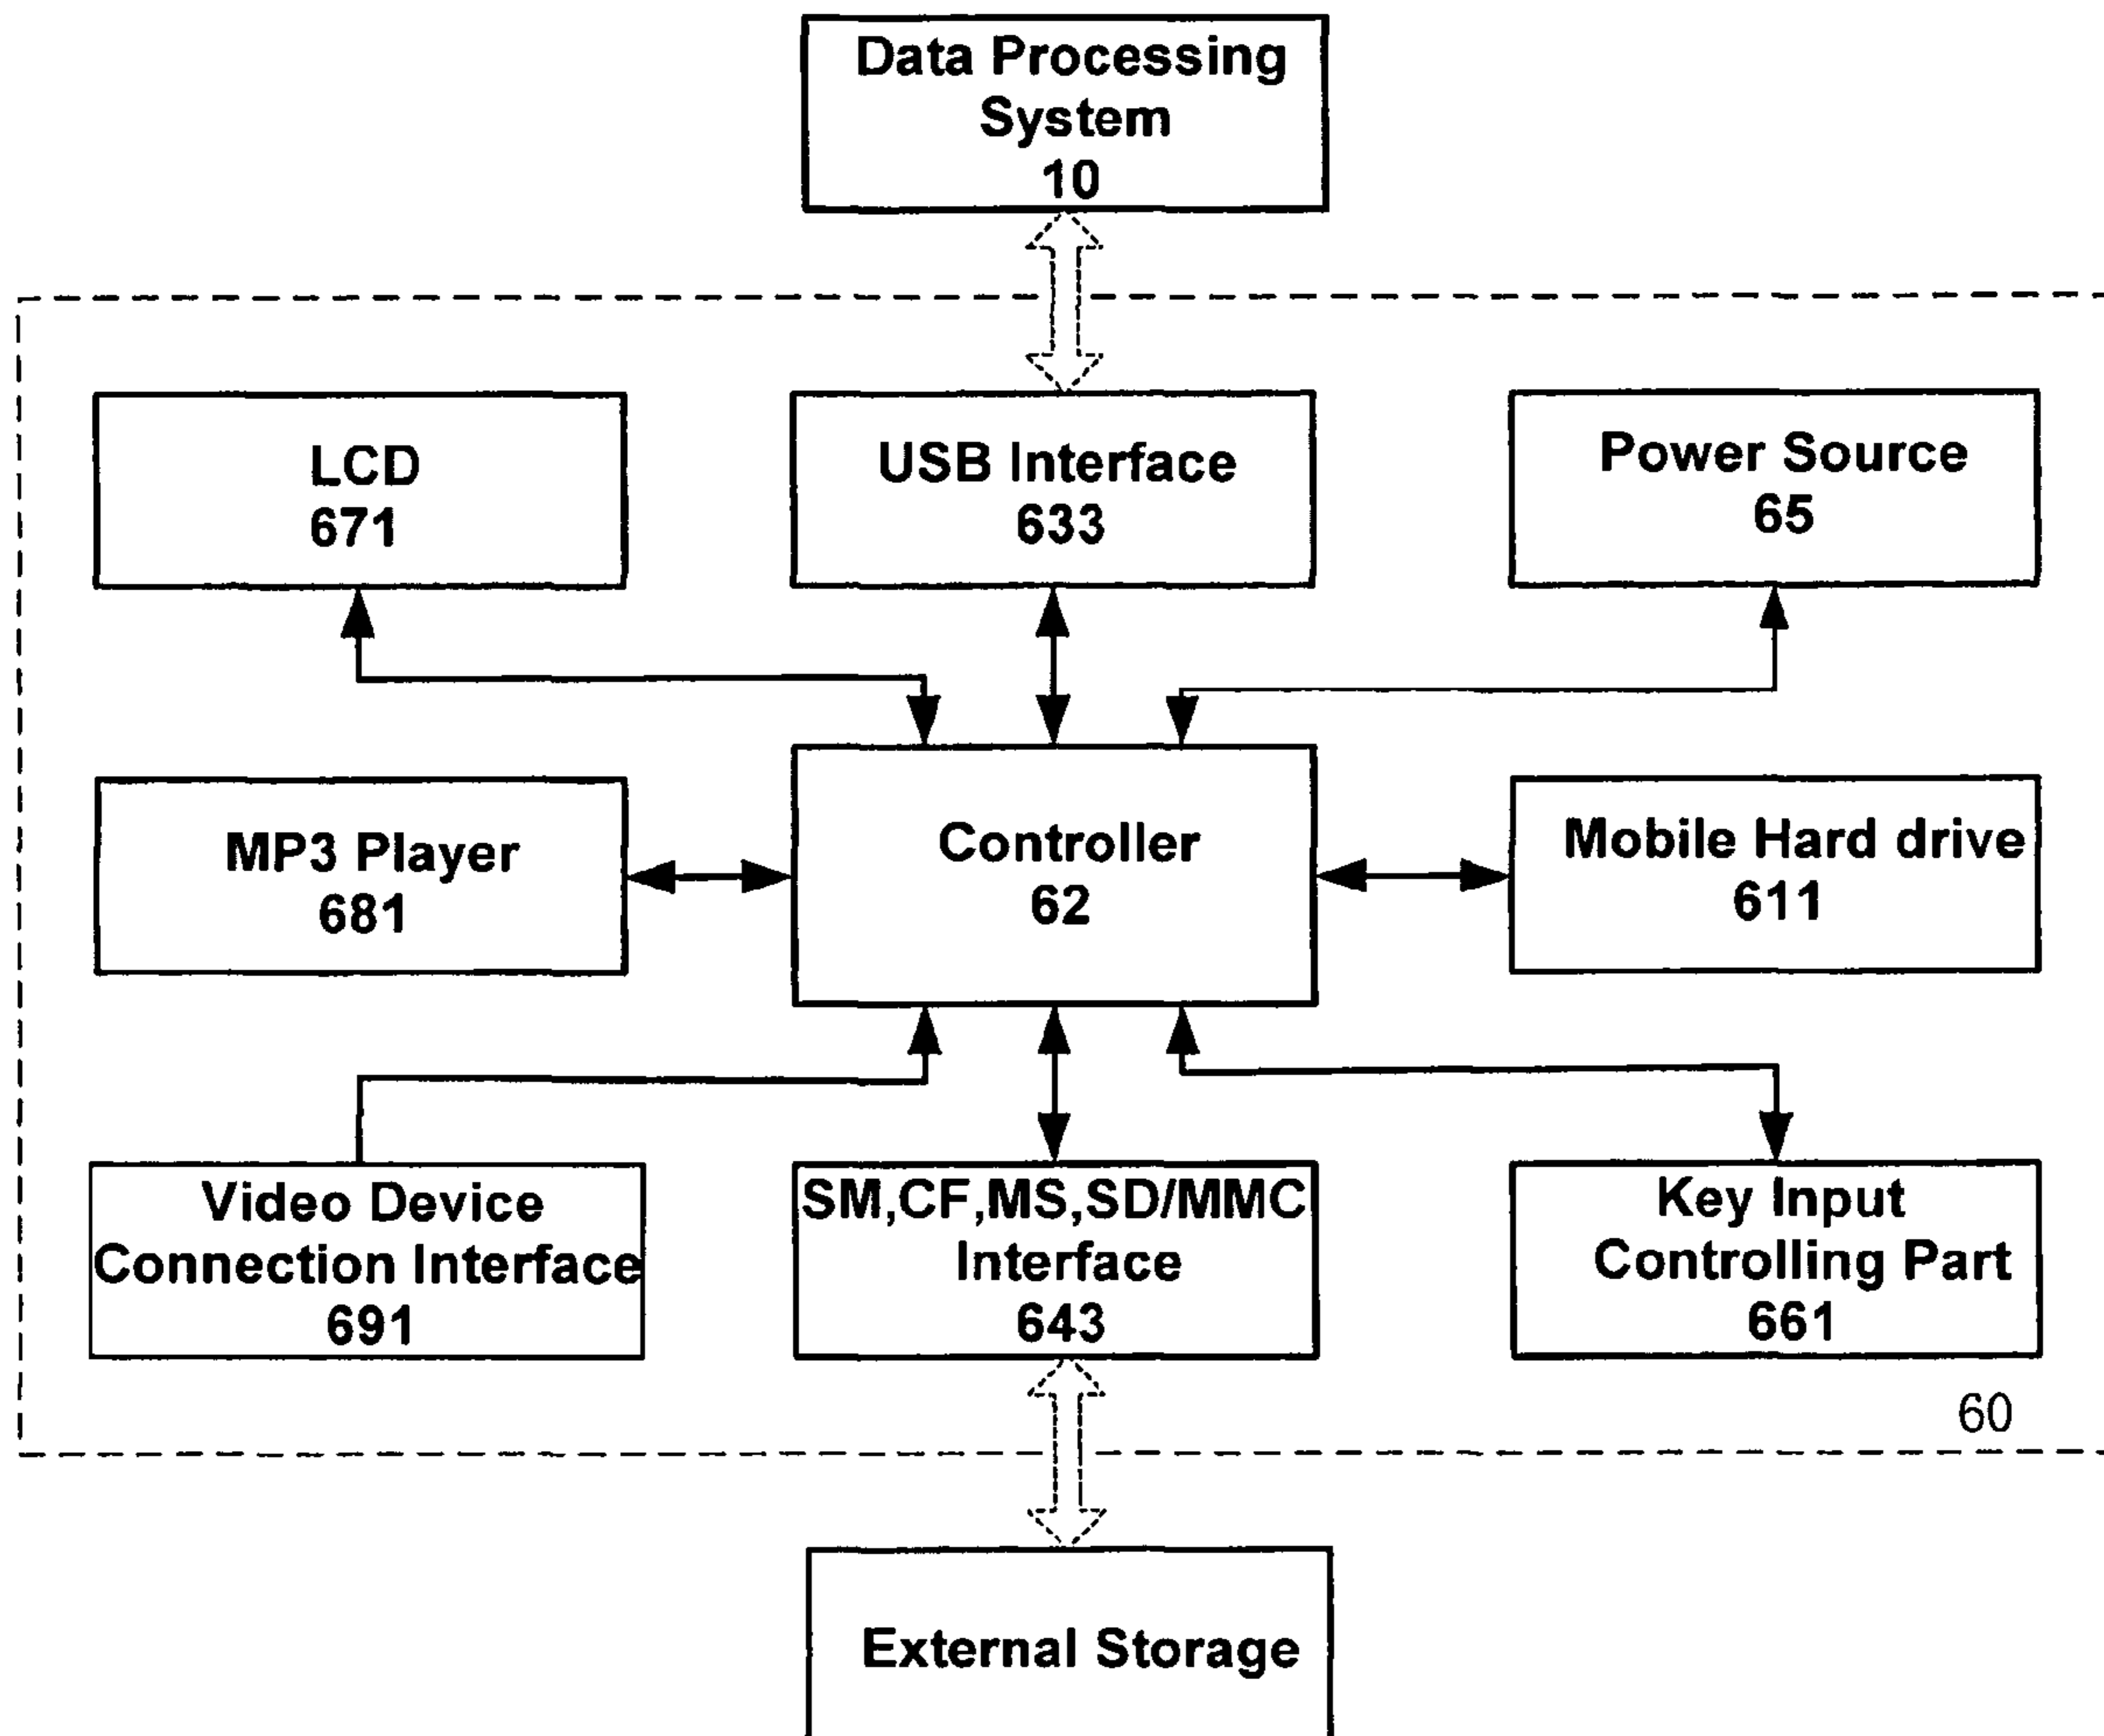 Data Processing
System
10
LCD
671
USB Interface
633
Power Source
65
MP3 Player
681
Controller
62
Mobile Hard drive
611
Video Device
Connection Interface
691
SM,CF,MS,SD/MMC
Interface
643
Key Input
Controlling Part
661
60
External Storage